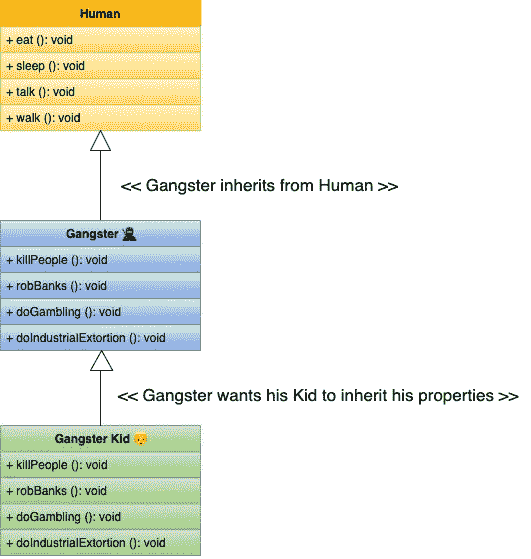 Human
+ eat (): void
+ sleep (): void
+ talk (): void
+ walk (): void
<< Gangster inherits from Human >>
Gangster 🥷
+ killPeople (): void
+ robBanks (): void
+ doGambling (): void
+ doIndustrialExtortion (): void
<< Gangster wants his Kid to inherit his properties >>
Gangster Kid 👦
+ killPeople (): void
+ robBanks (): void
+ doGambling (): void
+ doIndustrialExtortion (): void